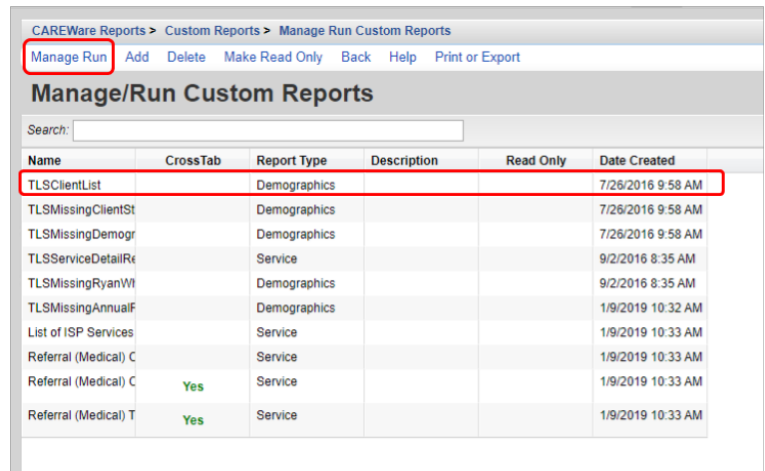 CAREWare Reports > Custom Reports > Manage Run Custom Reports
Manage Run Add Delete Make Read Only Back Help Print or Export
Manage/Run Custom Reports
Search:
Name CrossTab Report Type Description Read Only Date Created
TLSClientList Demographics 7/26/2016 9:58 AM
TLSMissingClientSt Demographics 7/26/2016 9:58 AM
TLSMissingDemogr Demographics 7/26/2016 9:58 AM
TLSServiceDetailRe Service 9/2/2016 8:35 AM
TLSMissingRyanWh Demographics 9/2/2016 8:35 AM
TLSMissingAnnualF Demographics 1/9/2019 10:32 AM
List of ISP Services Service 1/9/2019 10:33 AM
Referral (Medical) C Service 1/9/2019 10:33 AM
Referral (Medical) C Yes Service 1/9/2019 10:33 AM
Referral (Medical) T Yes Service 1/9/2019 10:33 AM